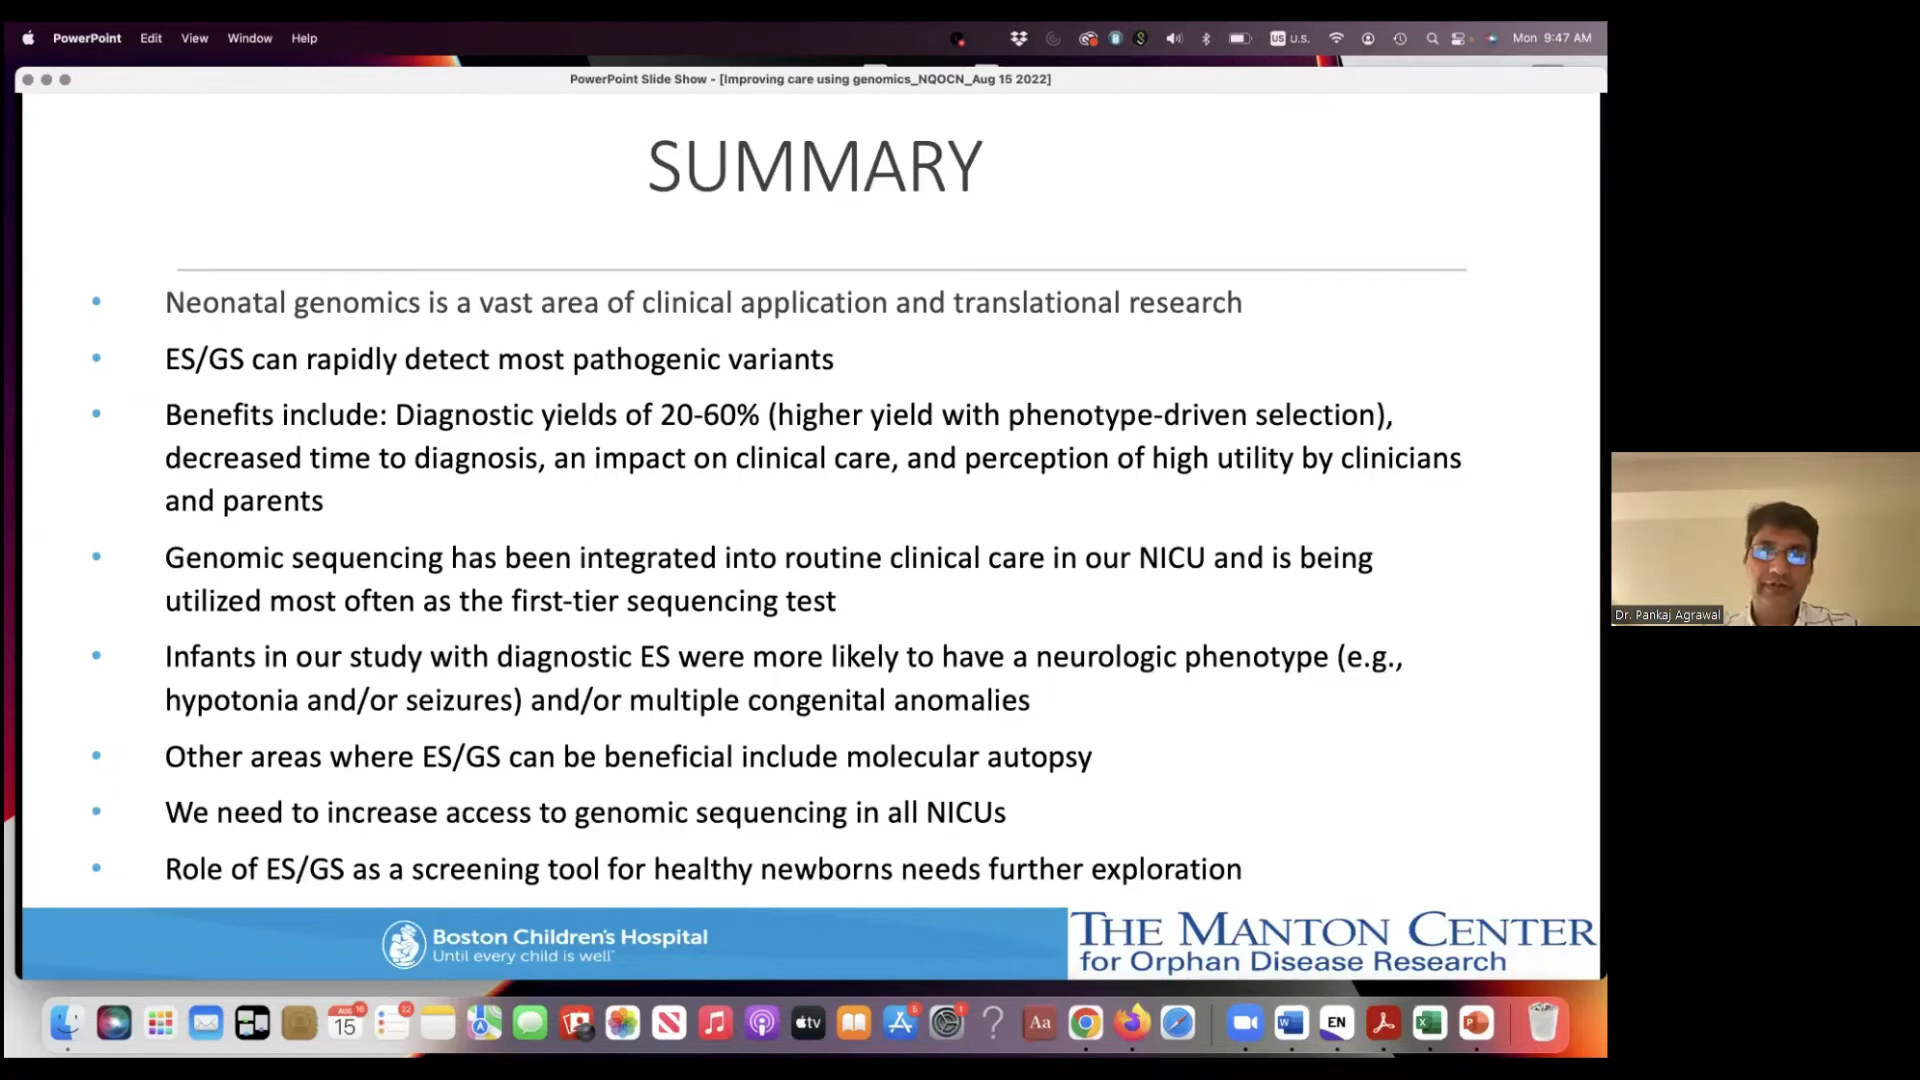 PowerPoint Edit View Window Help
US U.S. Mon 9:47 AM
PowerPoint Slide Show - [Improving care using genomics_NQOCN_Aug 15 2022]
SUMMARY
• Neonatal genomics is a vast area of clinical application and translational research
• ES/GS can rapidly detect most pathogenic variants
• Benefits include: Diagnostic yields of 20-60% (higher yield with phenotype-driven selection),
decreased time to diagnosis, an impact on clinical care, and perception of high utility by clinicians
and parents
• Genomic sequencing has been integrated into routine clinical care in our NICU and is being
utilized most often as the first-tier sequencing test
• Infants in our study with diagnostic ES were more likely to have a neurologic phenotype (e.g.,
hypotonia and/or seizures) and/or multiple congenital anomalies
• Other areas where ES/GS can be beneficial include molecular autopsy
• We need to increase access to genomic sequencing in all NICUs
• Role of ES/GS as a screening tool for healthy newborns needs further exploration
Boston Children's Hospital
Until every child is well
THE MANTON CENTER
for Orphan Disease Research
Dr. Pankaj Agrawal
AUG 15 tv Aa EN